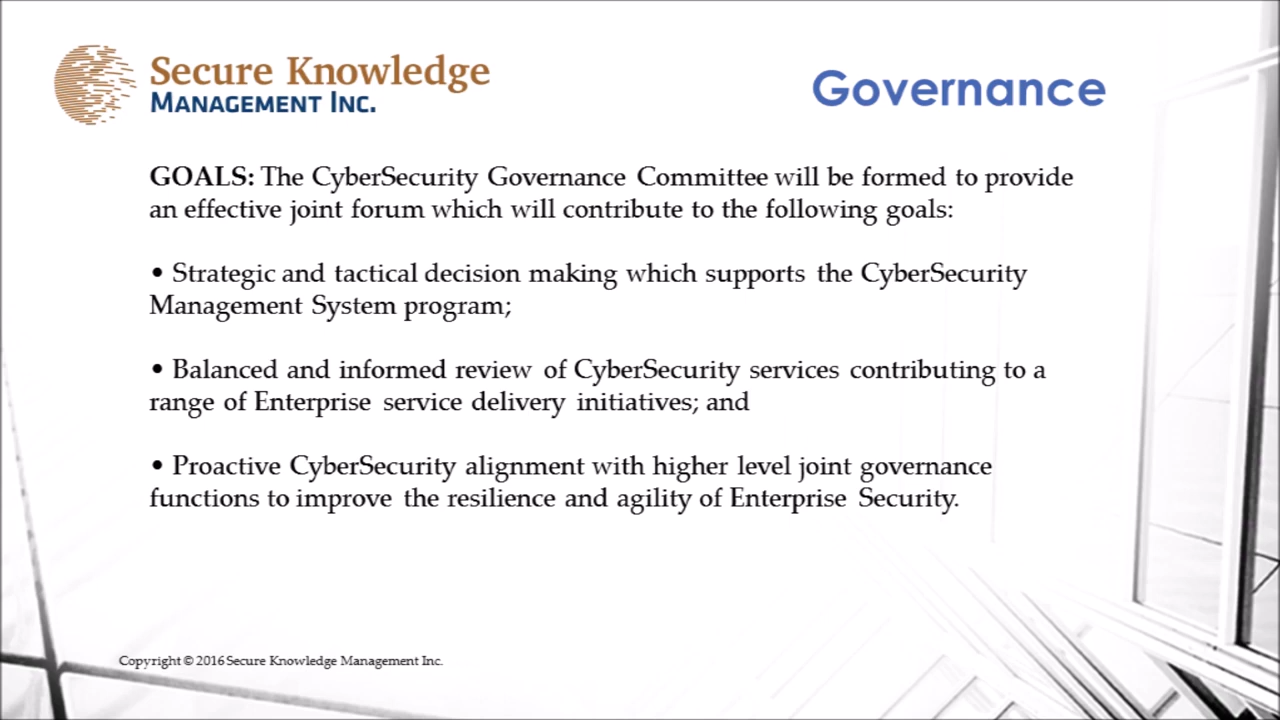 Secure Knowledge
MANAGEMENT INC.
Governance
GOALS: The CyberSecurity Governance Committee will be formed to provide
an effective joint forum which will contribute to the following goals:
• Strategic and tactical decision making which supports the CyberSecurity
Management System program;
• Balanced and informed review of CyberSecurity services contributing to a
range of Enterprise service delivery initiatives; and
• Proactive CyberSecurity alignment with higher level joint governance
functions to improve the resilience and agility of Enterprise Security.
Copyright © 2016 Secure Knowledge Management Inc.